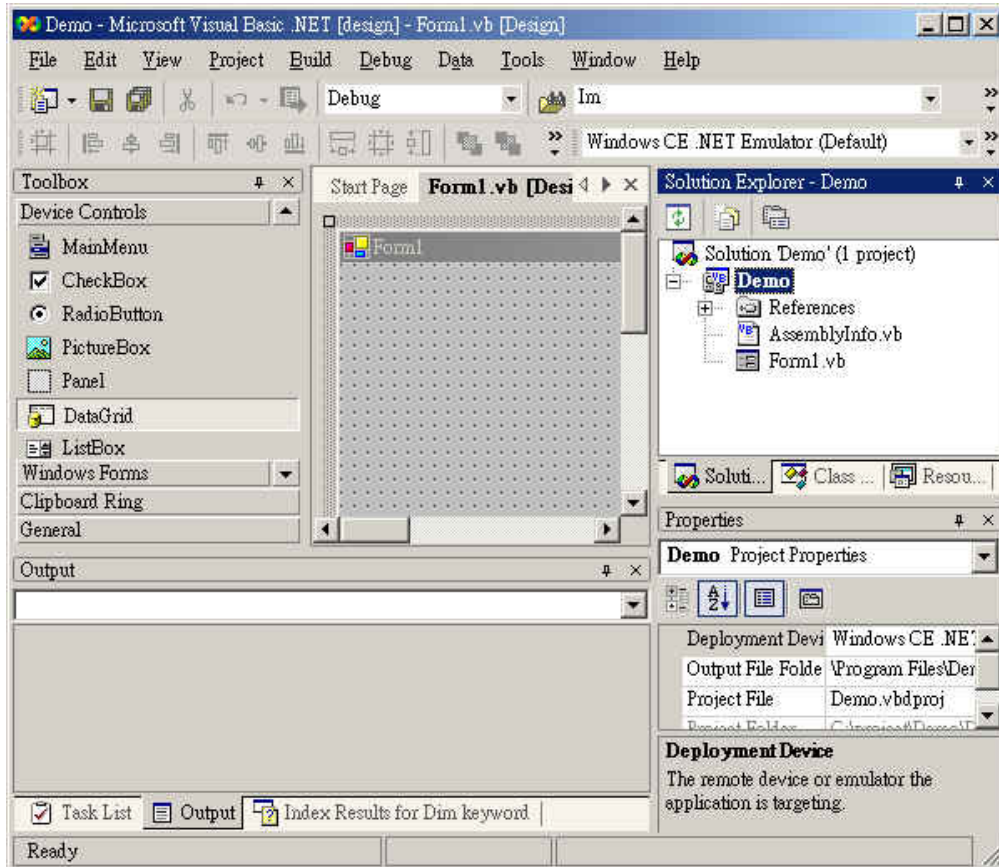 Demo - Microsoft Visual Basic .NET [design] - Form1.vb [Design]
File Edit View Project Build Debug Data Tools Window Help
Debug Im
Windows CE .NET Emulator (Default)
Toolbox
Device Controls
MainMenu
CheckBox
RadioButton
PictureBox
Panel
DataGrid
ListBox
Windows Forms
Clipboard Ring
General
Start Page Form1.vb [Desi
Form1
Solution Explorer - Demo
Solution 'Demo' (1 project)
Demo
References
AssemblyInfo.vb
Form1.vb
Soluti... Class ... Resou...
Properties
Demo Project Properties
Deployment Devi Windows CE .NE
Output File Folde \Program Files\Der
Project File Demo.vbdproj
Project Folder C:\project\Demo\D
Deployment Device
The remote device or emulator the
application is targeting.
Output
Task List Output Index Results for Dim keyword
Ready